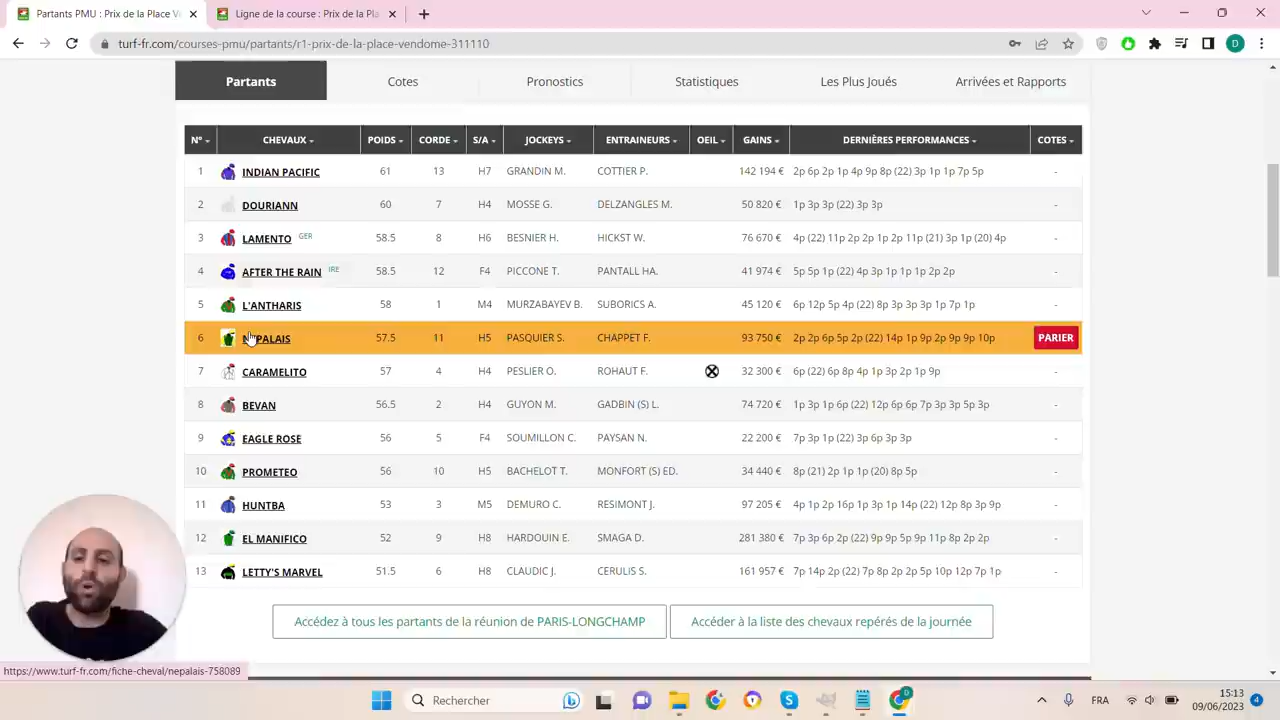 Partants PMU : Prix de la Place Ve
Ligne de la course : Prix de la Pla
turf-fr.com/courses-pmu/partants/r1-prix-de-la-place-vendome-311110
D
Partants Cotes Pronostics Statistiques Les Plus Joués Arrivées et Rapports
N° CHEVAUX POIDS CORDE S/A JOCKEYS ENTRAINEURS OEIL GAINS DERNIÈRES PERFORMANCES COTES
1 INDIAN PACIFIC 61 13 H7 GRANDIN M. COTTIER P. 142 194 € 2p 6p 2p 1p 4p 9p 8p (22) 3p 1p 1p 7p 5p -
2 DOURIANN 60 7 H4 MOSSE G. DELZANGLES M. 50 820 € 1p 3p 3p (22) 3p 3p -
3 LAMENTO GER 58.5 8 H6 BESNIER H. HICKST W. 76 670 € 4p (22) 11p 2p 2p 1p 2p 11p (21) 3p 1p (20) 4p -
4 AFTER THE RAIN IRE 58.5 12 F4 PICCONE T. PANTALL HA. 41 974 € 5p 5p 1p (22) 4p 3p 1p 1p 1p 2p 2p -
5 L'ANTHARIS 58 1 M4 MURZABAYEV B. SUBORICS A. 45 120 € 6p 12p 5p 4p (22) 8p 3p 3p 3p 1p 7p 1p -
6 NEPALAIS 57.5 11 H5 PASQUIER S. CHAPPET F. 93 750 € 2p 2p 6p 5p 2p (22) 14p 1p 9p 2p 9p 9p 10p PARIER
7 CARAMELITO 57 4 H4 PESLIER O. ROHAUT F. 32 300 € 6p (22) 6p 8p 4p 1p 3p 2p 1p 9p -
8 BEVAN 56.5 2 H4 GUYON M. GADBIN (S) L. 74 720 € 1p 3p 1p 6p (22) 12p 6p 6p 7p 3p 3p 5p 3p -
9 EAGLE ROSE 56 5 F4 SOUMILLON C. PAYSAN N. 22 200 € 7p 3p 1p (22) 3p 6p 3p 3p -
10 PROMETEO 56 10 H5 BACHELOT T. MONFORT (S) ED. 34 440 € 8p (21) 2p 1p 1p (20) 8p 5p -
11 HUNTBA 53 3 M5 DEMURO C. RESIMONT J. 97 205 € 4p 1p 2p 16p 1p 3p 1p 14p (22) 12p 8p 3p 9p -
12 EL MANIFICO 52 9 H8 HARDOUIN E. SMAGA D. 281 380 € 7p 3p 6p 2p (22) 9p 9p 5p 9p 11p 8p 2p 2p -
13 LETTY'S MARVEL 51.5 6 H8 CLAUDIC J. CERULIS S. 161 957 € 7p 14p 2p (22) 7p 8p 2p 2p 5p 10p 12p 7p 1p -
Accédez à tous les partants de la réunion de PARIS-LONGCHAMP
Accéder à la liste des chevaux repérés de la journée
https://www.turf-fr.com/fiche-cheval/nepalais-758089
Rechercher
FRA
15:13
09/06/2023
4